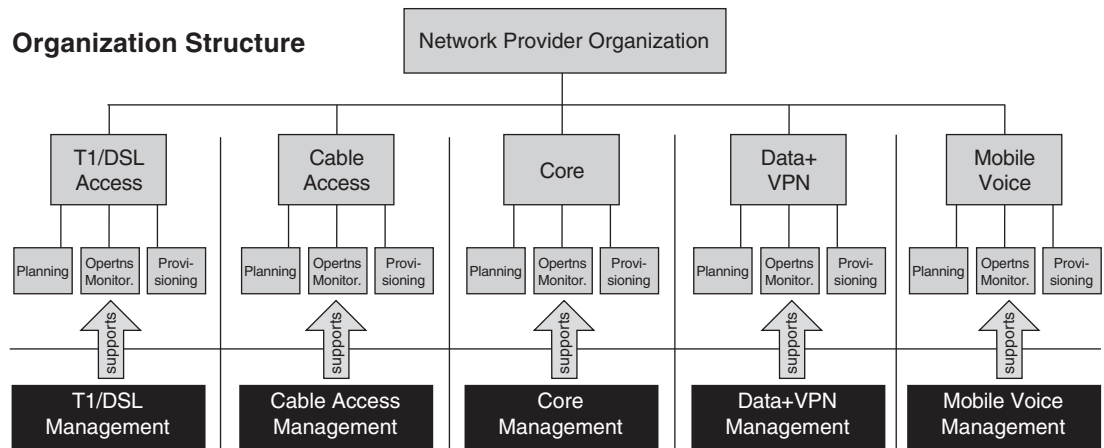 Organization Structure
Network Provider Organization
T1/DSL
Access
Cable
Access
Core
Data+
VPN
Mobile
Voice
Planning
Opertns
Monitor.
Provi-
sioning
Planning
Opertns
Monitor.
Provi-
sioning
Planning
Opertns
Monitor.
Provi-
sioning
Planning
Opertns
Monitor.
Provi-
sioning
Planning
Opertns
Monitor.
Provi-
sioning
supports
supports
supports
supports
supports
T1/DSL
Management
Cable Access
Management
Core
Management
Data+VPN
Management
Mobile Voice
Management